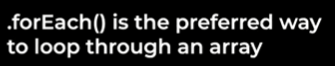 .forEach() is the preferred way
to loop through an array